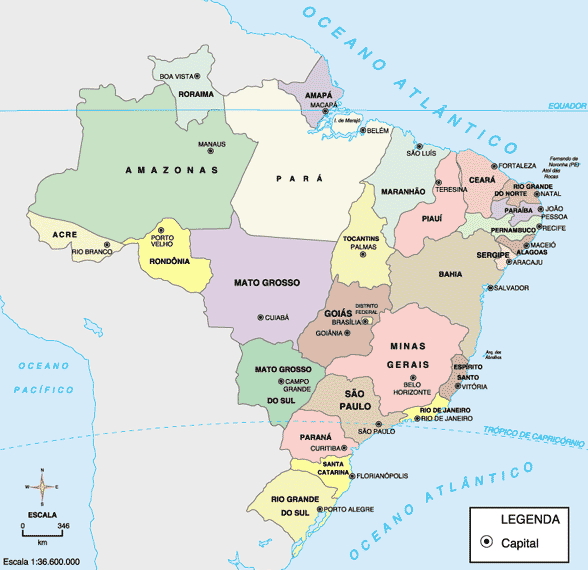 OCEANO ATLÂNTICO
BOA VISTA
RORAIMA
AMAPÁ
MACAPÁ
EQUADOR
I. de Marajó
BELÉM
MANAUS
AMAZONAS
PARÁ
SÃO LUÍS
MARANHÃO
TERESINA
PIAUÍ
CEARÁ
FORTALEZA
Fernando de
Noronha (PE)
Atol das
Rocas
RIO GRANDE
DO NORTE
NATAL
PARAÍBA
JOÃO
PESSOA
PERNAMBUCO
RECIFE
ALAGOAS
MACEIÓ
SERGIPE
ARACAJU
ACRE
RIO BRANCO
PORTO
VELHO
RONDÔNIA
TOCANTINS
PALMAS
BAHIA
SALVADOR
MATO GROSSO
CUIABÁ
GOIÁS
DISTRITO
FEDERAL
BRASÍLIA
GOIÂNIA
MINAS
GERAIS
BELO
HORIZONTE
Arq. dos
Abrolhos
ESPÍRITO
SANTO
VITÓRIA
MATO GROSSO
DO SUL
CAMPO
GRANDE
SÃO
PAULO
SÃO PAULO
RIO DE JANEIRO
RIO DE JANEIRO
TRÓPICO DE CAPRICÓRNIO
PARANÁ
CURITIBA
SANTA
CATARINA
FLORIANÓPOLIS
RIO GRANDE
DO SUL
PORTO ALEGRE
OCEANO
PACÍFICO
OCEANO ATLÂNTICO
N
W E
S
ESCALA
0 346
km
Escala 1:36.600.000
LEGENDA
Capital